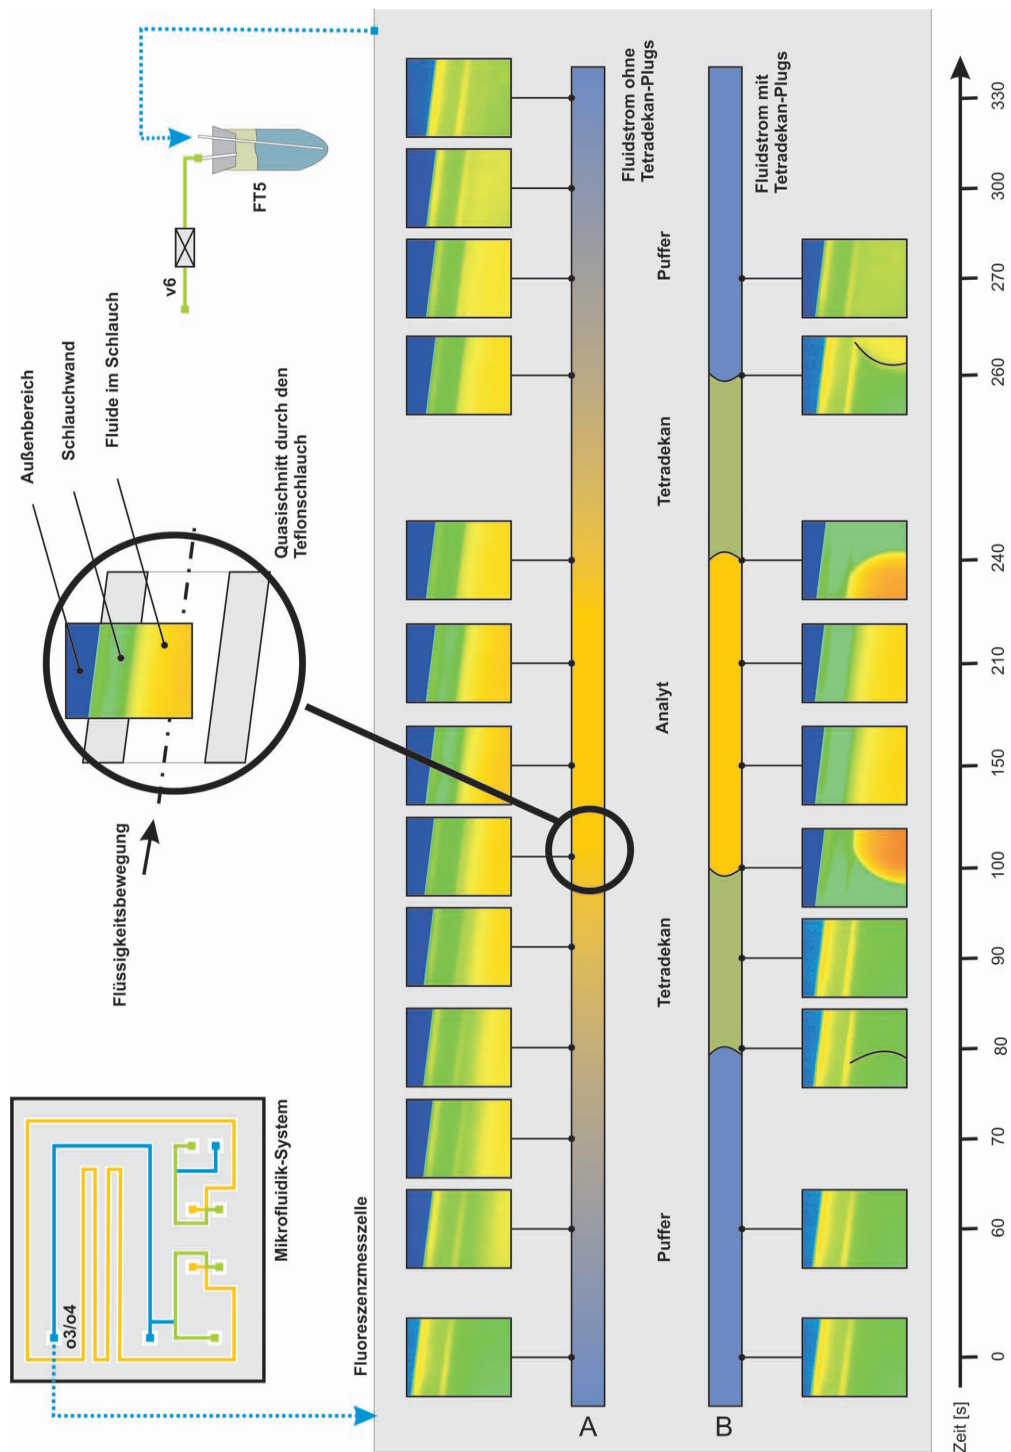 Mikrofluidik-System
o3/o4
Flüssigkeitsbewegung
Außenbereich
Schlauchwand
Fluide im Schlauch
Quasischnitt durch den
Teflonschlauch
v6
FT5
Fluoreszenzmesszelle
A
Fluidstrom ohne
Tetradekan-Plugs
Puffer
Tetradekan
Analyt
Tetradekan
Puffer
B
Fluidstrom mit
Tetradekan-Plugs
Zeit [s]
0
60
70
80
90
100
150
210
240
260
270
300
330